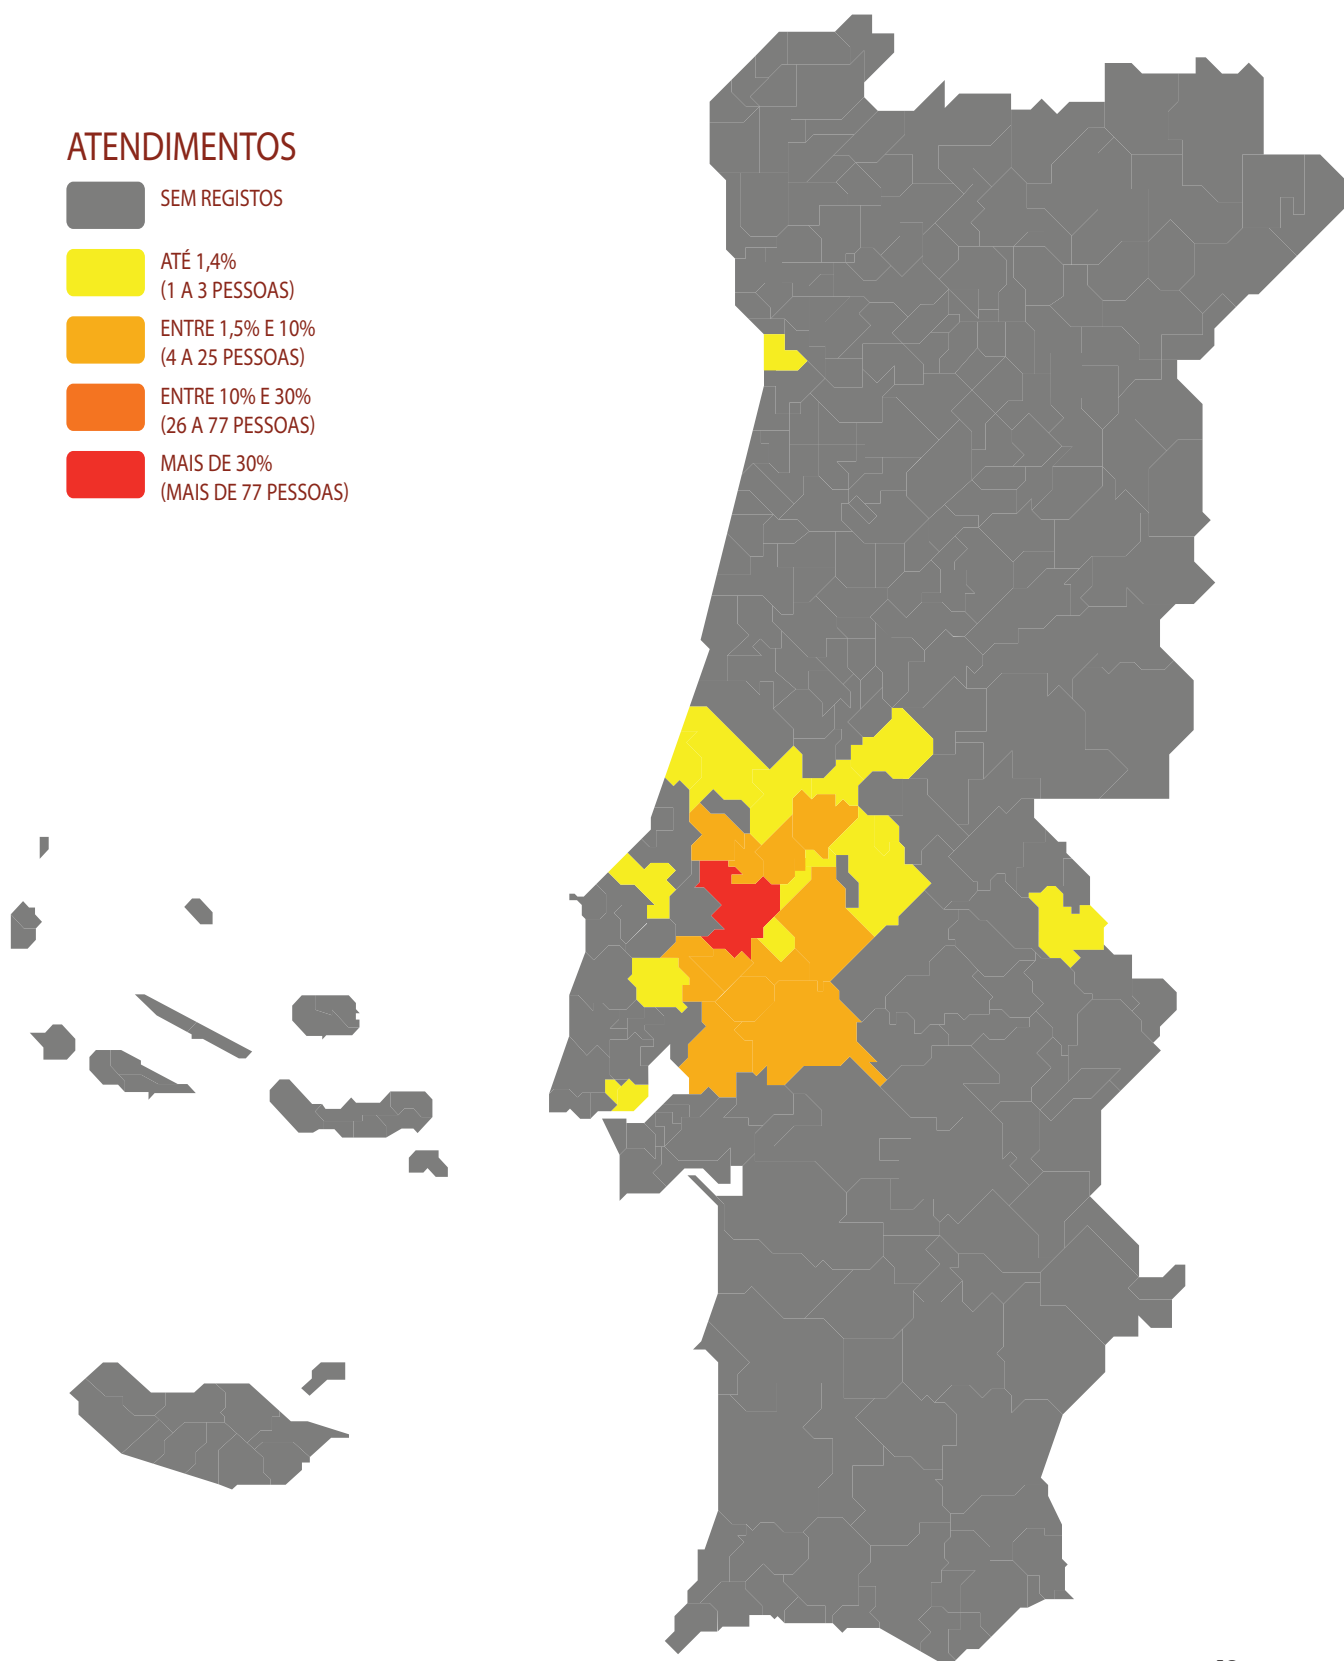 ATENDIMENTOS
SEM REGISTOS
ATÉ 1,4%
(1 A 3 PESSOAS)
ENTRE 1,5% E 10%
(4 A 25 PESSOAS)
ENTRE 10% E 30%
(26 A 77 PESSOAS)
MAIS DE 30%
(MAIS DE 77 PESSOAS)